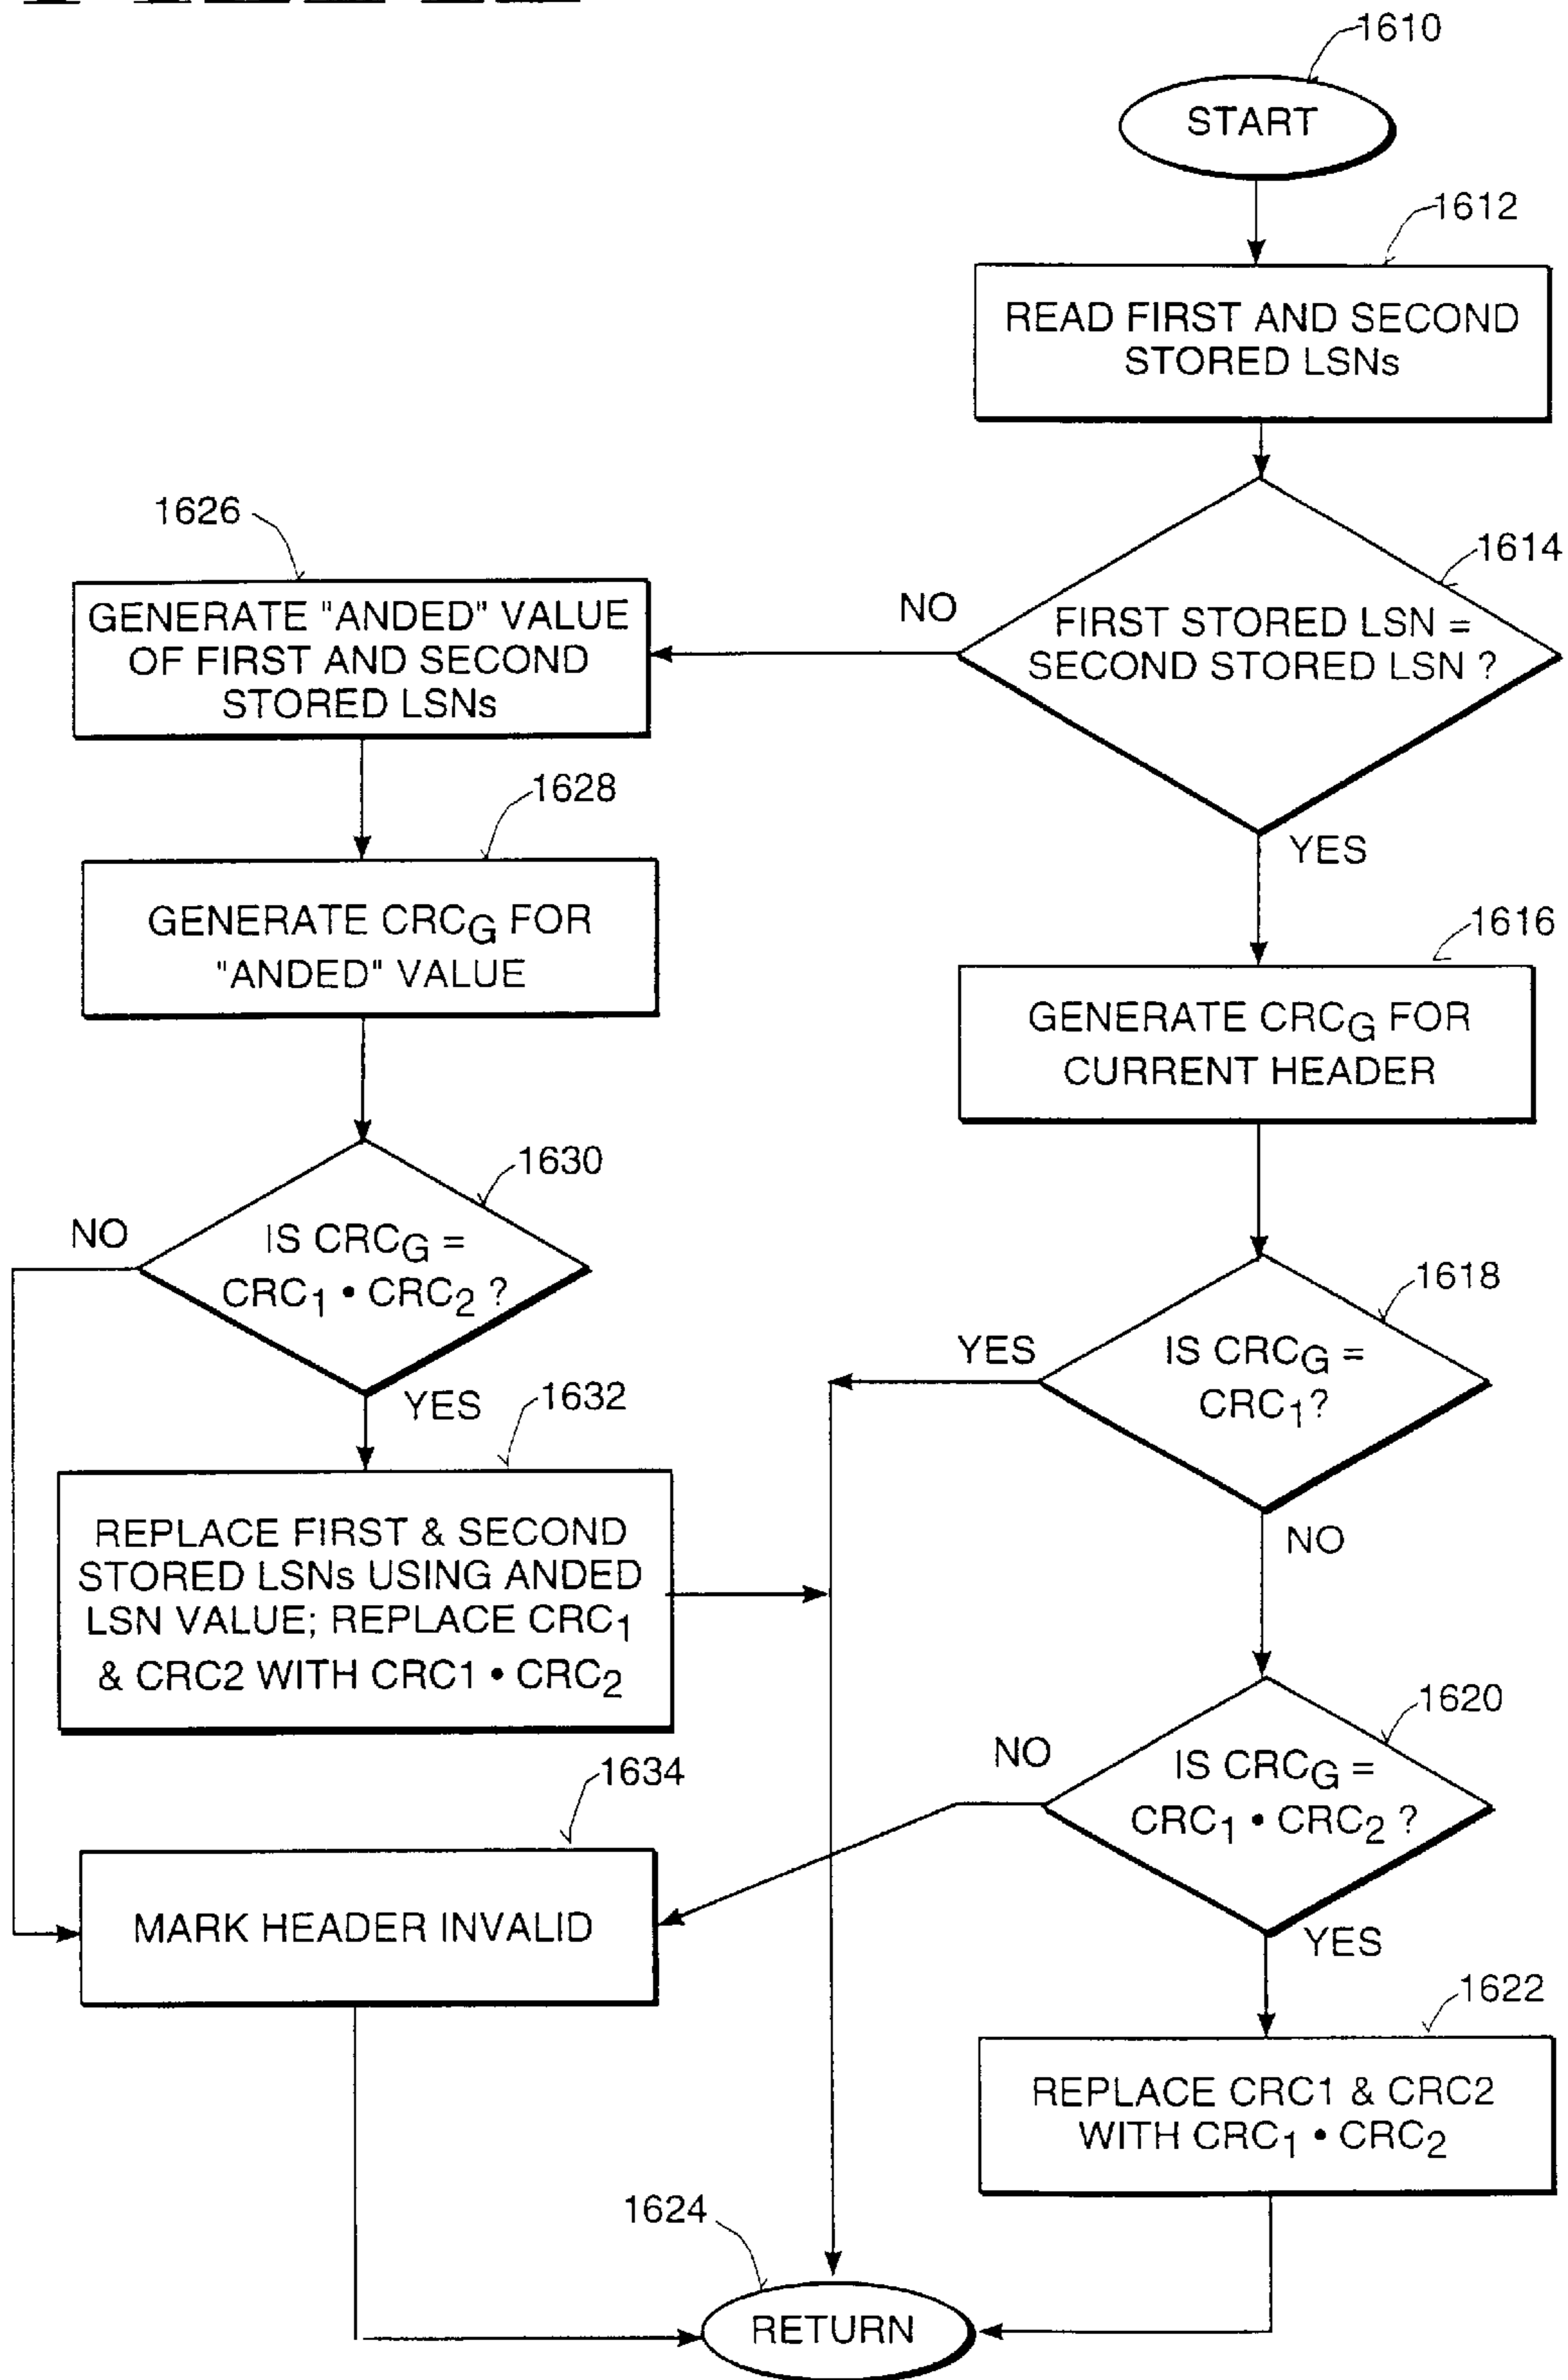 1610
START
1612
READ FIRST AND SECOND
STORED LSNs
1614
FIRST STORED LSN =
SECOND STORED LSN ?
NO
YES
1626
GENERATE "ANDED" VALUE
OF FIRST AND SECOND
STORED LSNs
1628
GENERATE CRCG FOR
"ANDED" VALUE
1616
GENERATE CRCG FOR
CURRENT HEADER
1630
NO
IS CRCG =
CRC1 • CRC2 ?
YES
1618
YES
IS CRCG =
CRC1?
NO
1632
REPLACE FIRST & SECOND
STORED LSNs USING ANDED
LSN VALUE; REPLACE CRC1
& CRC2 WITH CRC1 • CRC2
1620
NO
IS CRCG =
CRC1 • CRC2 ?
YES
1634
MARK HEADER INVALID
1622
REPLACE CRC1 & CRC2
WITH CRC1 • CRC2
1624
RETURN